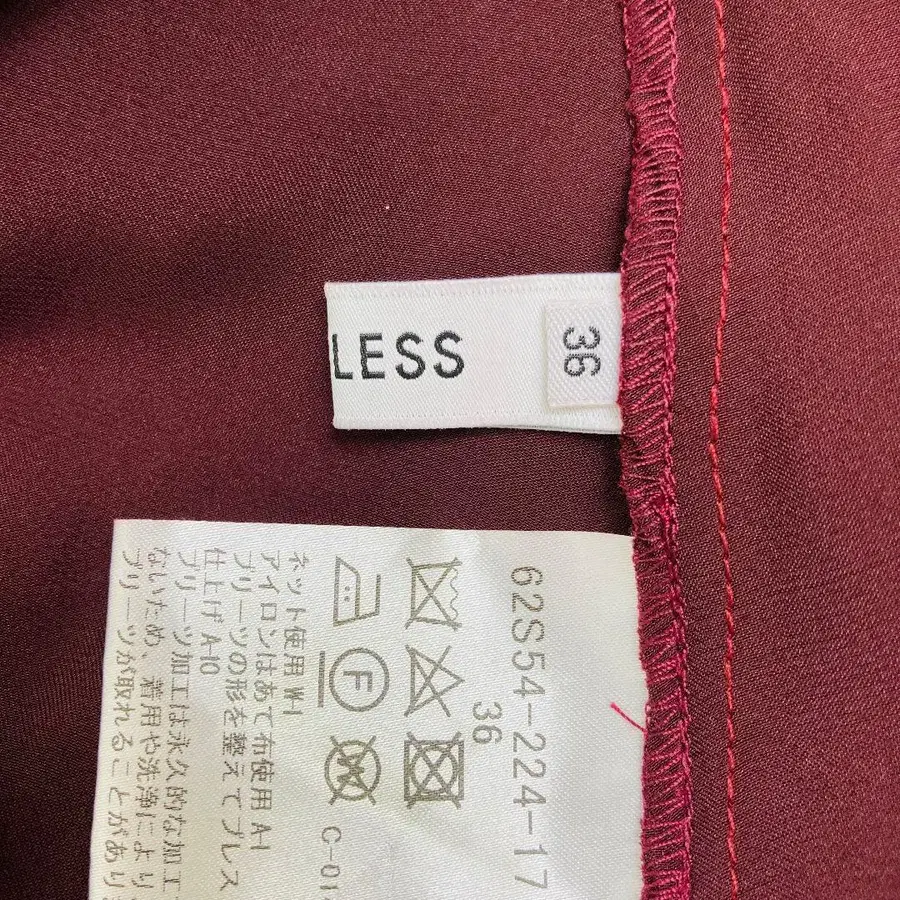 LESS
36
62S54-224-17
36
C-01
ネット使用 W-1
アイロンはあて布使用 A-1
プリーツの形を整えてプレス
仕上げ A-10
プリーツ加工は永久的な加工
ないため、着用や洗浄により
プリーツが取れることがあり
F
W